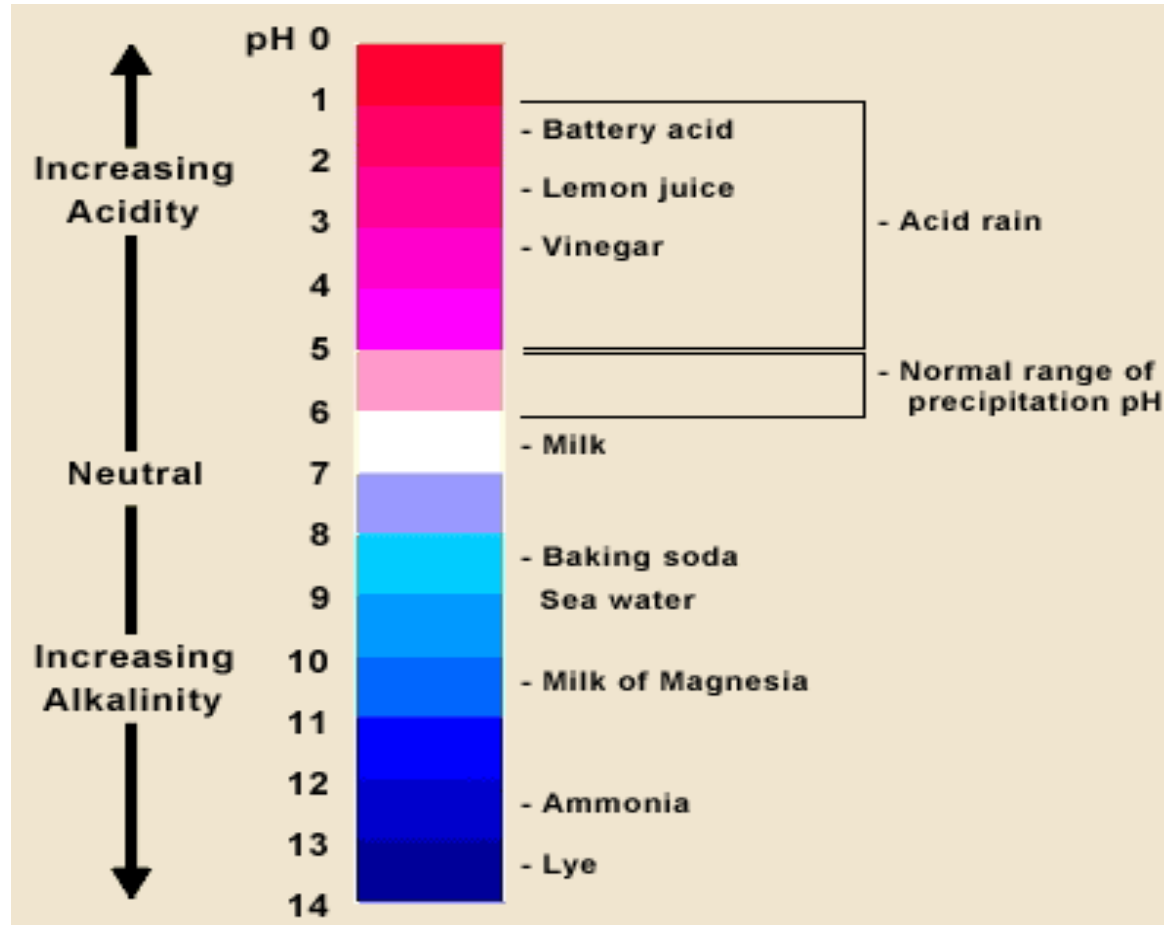 pH 0
1
2
3
4
5
6
7
8
9
10
11
12
13
14
Increasing
Acidity
Neutral
Increasing
Alkalinity
- Battery acid
- Lemon juice
- Vinegar
- Acid rain
- Normal range of
precipitation pH
- Milk
- Baking soda
Sea water
- Milk of Magnesia
- Ammonia
- Lye